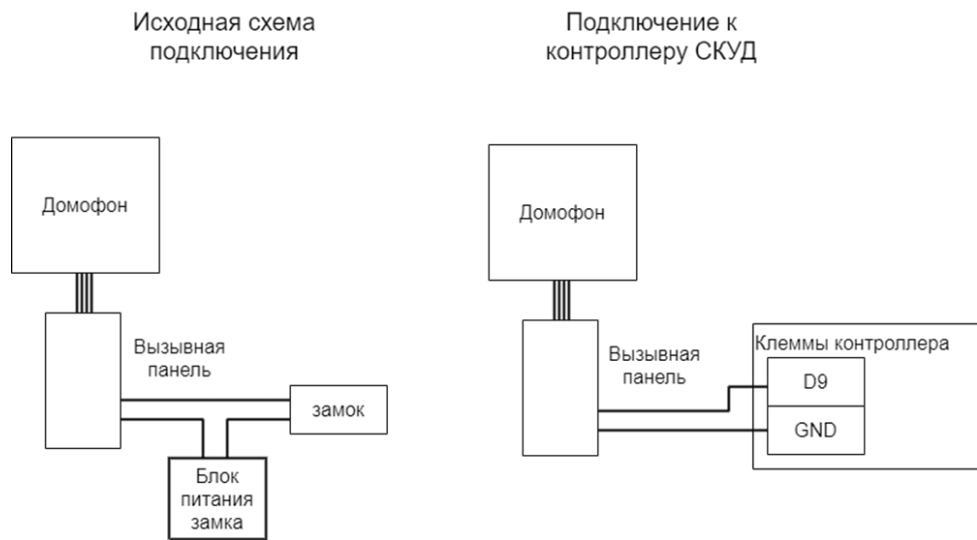 Исходная схема
подключения
Подключение к
контроллеру СКУД
Домофон
Вызывная
панель
замок
Блок
питания
замка
Домофон
Вызывная
панель
Клеммы контроллера
D9
GND